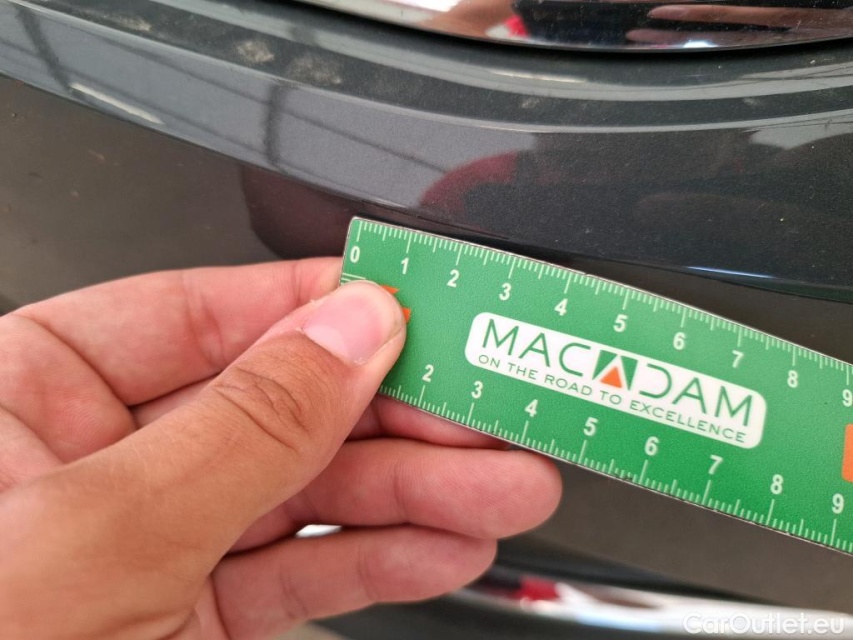 0 1 2 3 4 5 6 7 8 9
MACADAM
ON THE ROAD TO EXCELLENCE
2 3 4 5 6 7 8 9
CarOutlet.eu